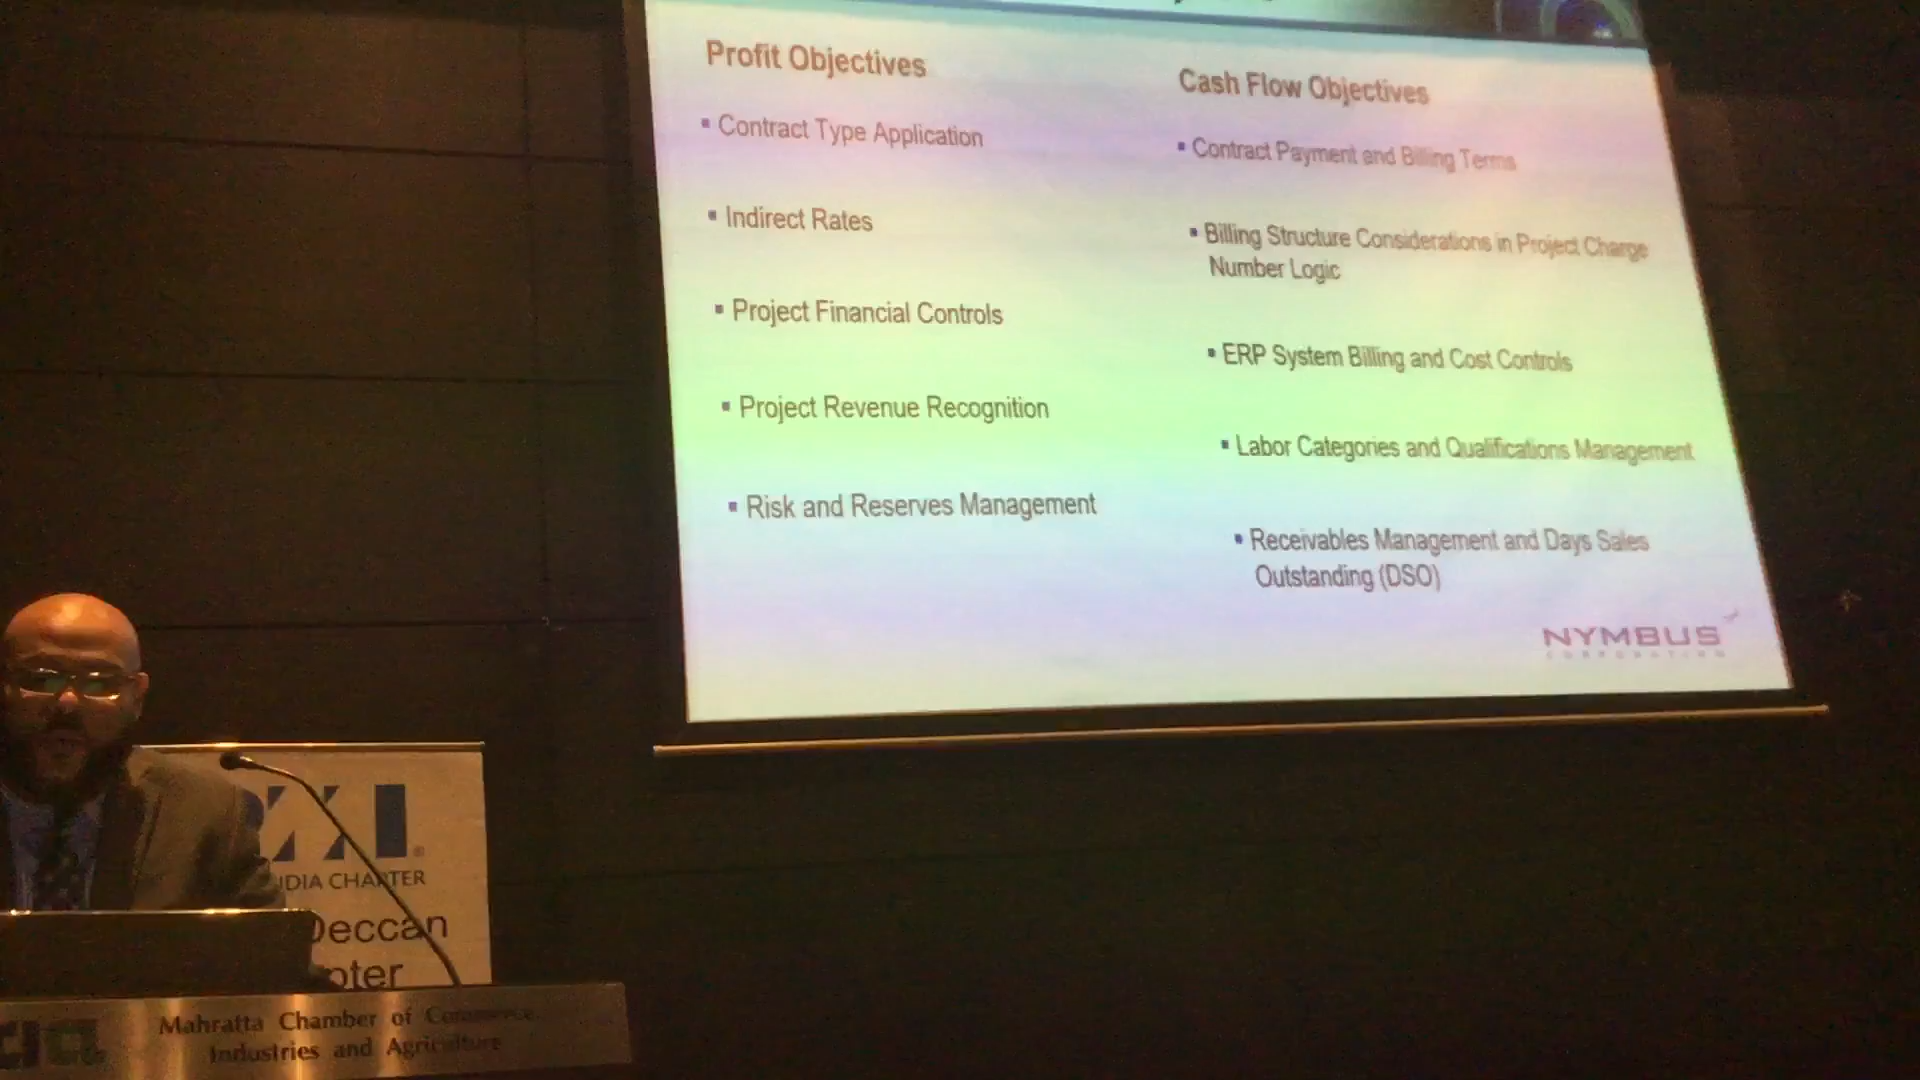 Profit Objectives
▪ Contract Type Application
▪ Indirect Rates
▪ Project Financial Controls
▪ Project Revenue Recognition
▪ Risk and Reserves Management
Cash Flow Objectives
▪ Contract Payment and Billing Terms
▪ Billing Structure Considerations in Project Charge
Number Logic
▪ ERP System Billing and Cost Controls
▪ Labor Categories and Qualifications Management
▪ Receivables Management and Days Sales
Outstanding (DSO)
NYMBUS
CORPORATION
CHAPTER
Deccan
Mahratta Chamber of Commerce
Industries and Agriculture